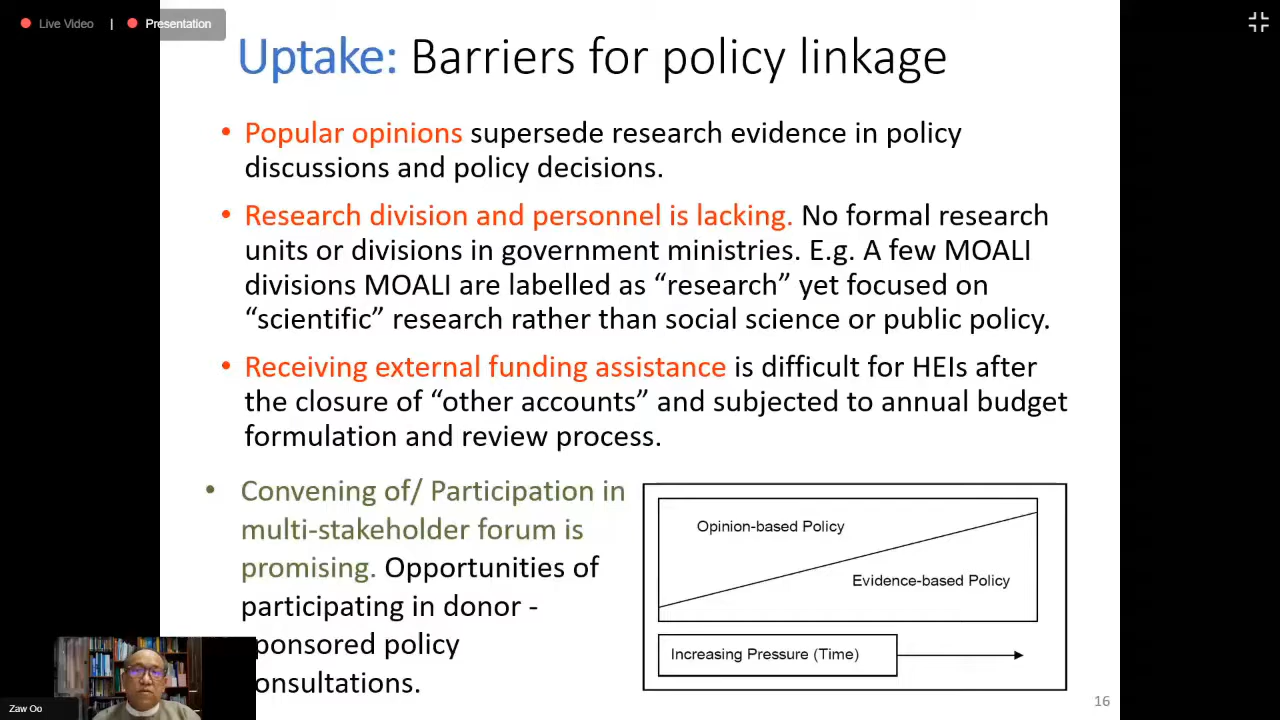 Live Video | Presentation
Uptake: Barriers for policy linkage
• Popular opinions supersede research evidence in policy
discussions and policy decisions.
• Research division and personnel is lacking. No formal research
units or divisions in government ministries. E.g. A few MOALI
divisions MOALI are labelled as “research” yet focused on
“scientific” research rather than social science or public policy.
• Receiving external funding assistance is difficult for HEIs after
the closure of “other accounts” and subjected to annual budget
formulation and review process.
• Convening of/ Participation in
multi-stakeholder forum is
promising. Opportunities of
participating in donor -
ponsored policy
onsultations.
Opinion-based Policy
Evidence-based Policy
Increasing Pressure (Time)
16
Zaw Oo